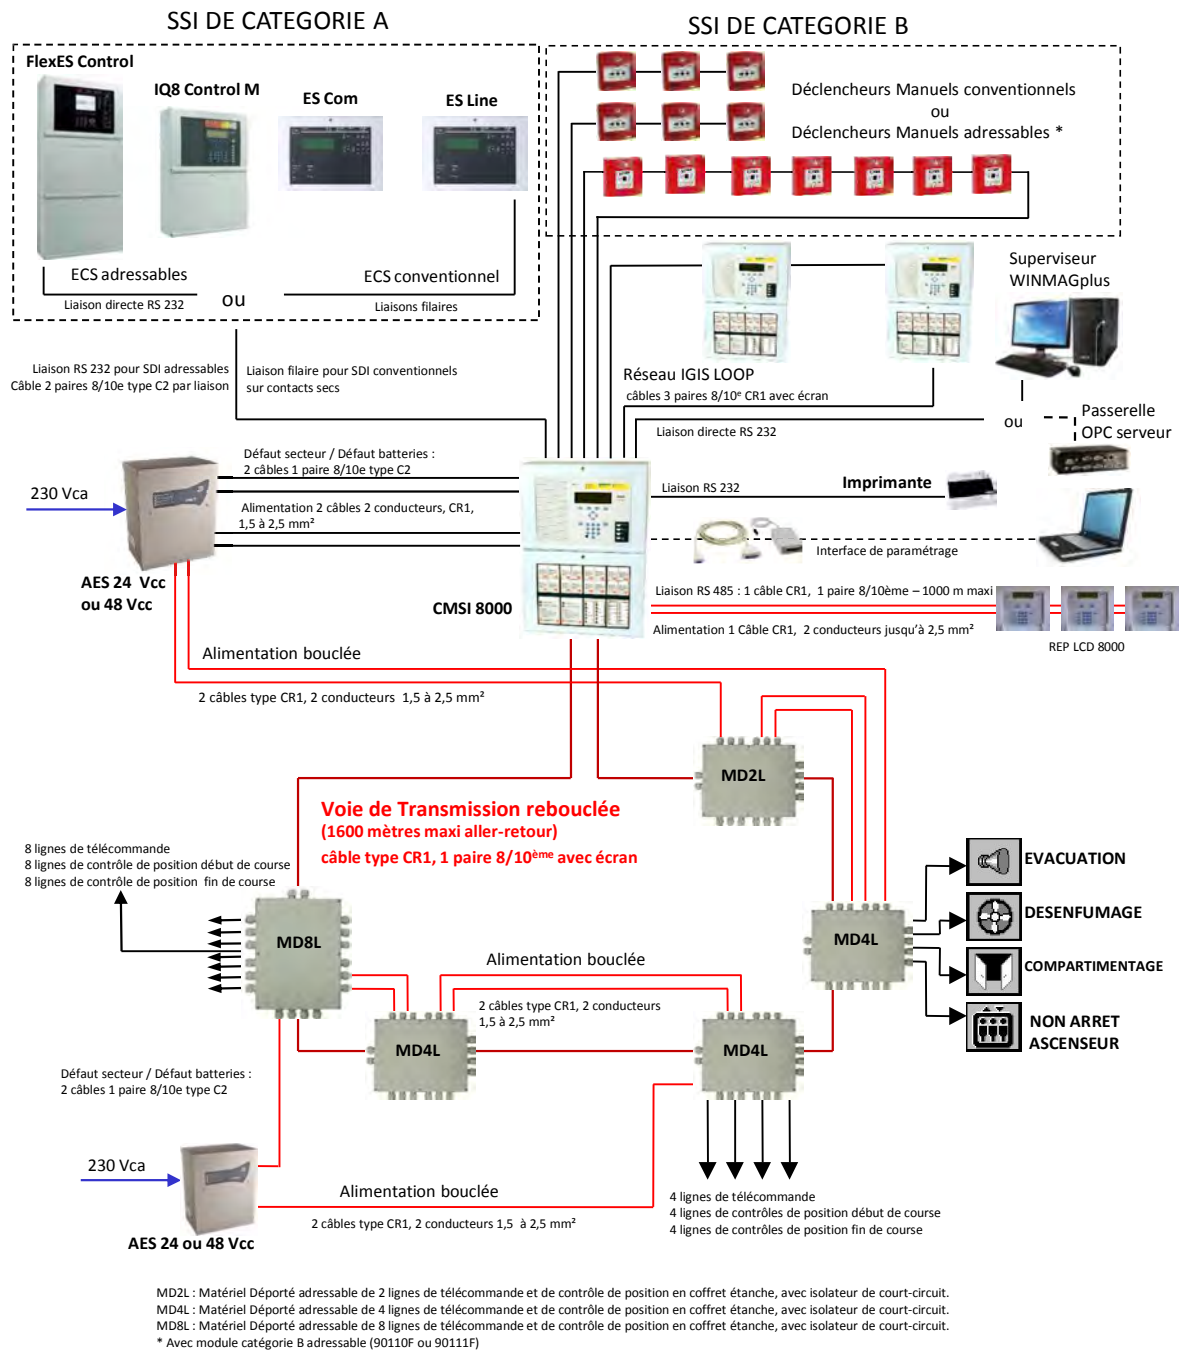 SSI DE CATEGORIE A
SSI DE CATEGORIE B
FlexES Control
IQ8 Control M
ES Com
ES Line
Déclencheurs Manuels conventionnels
ou
Déclencheurs Manuels adressables *
ECS adressables
ECS conventionnel
Liaison directe RS 232
ou
Liaisons filaires
Superviseur
WINMAGplus
Liaison RS 232 pour SDI adressables
Câble 2 paires 8/10e type C2 par liaison
Liaison filaire pour SDI conventionnels
sur contacts secs
Réseau IGIS LOOP
câbles 3 paires 8/10e CR1 avec écran
Liaison directe RS 232
ou
Passerelle
OPC serveur
Défaut secteur / Défaut batteries :
2 câbles 1 paire 8/10e type C2
230 Vca
Alimentation 2 câbles 2 conducteurs, CR1,
1,5 à 2,5 mm²
Liaison RS 232
Imprimante
Interface de paramétrage
AES 24 Vcc
ou 48 Vcc
CMSI 8000
Liaison RS 485 : 1 câble CR1, 1 paire 8/10ème – 1000 m maxi
Alimentation 1 Câble CR1, 2 conducteurs jusqu'à 2,5 mm²
REP LCD 8000
Alimentation bouclée
2 câbles type CR1, 2 conducteurs 1,5 à 2,5 mm²
MD2L
Voie de Transmission rebouclée
(1600 mètres maxi aller-retour)
câble type CR1, 1 paire 8/10ème avec écran
8 lignes de télécommande
8 lignes de contrôle de position début de course
8 lignes de contrôle de position fin de course
EVACUATION
DESENFUMAGE
COMPARTIMENTAGE
NON ARRET
ASCENSEUR
MD8L
MD4L
Alimentation bouclée
2 câbles type CR1, 2 conducteurs
1,5 à 2,5 mm²
MD4L
MD4L
Défaut secteur / Défaut batteries :
2 câbles 1 paire 8/10e type C2
230 Vca
Alimentation bouclée
2 câbles type CR1, 2 conducteurs 1,5 à 2,5 mm²
AES 24 ou 48 Vcc
4 lignes de télécommande
4 lignes de contrôles de position début de course
4 lignes de contrôles de position fin de course
MD2L : Matériel Déporté adressable de 2 lignes de télécommande et de contrôle de position en coffret étanche, avec isolateur de court-circuit.
MD4L : Matériel Déporté adressable de 4 lignes de télécommande et de contrôle de position en coffret étanche, avec isolateur de court-circuit.
MD8L : Matériel Déporté adressable de 8 lignes de télécommande et de contrôle de position en coffret étanche, avec isolateur de court-circuit.
* Avec module catégorie B adressable (90110F ou 90111F)